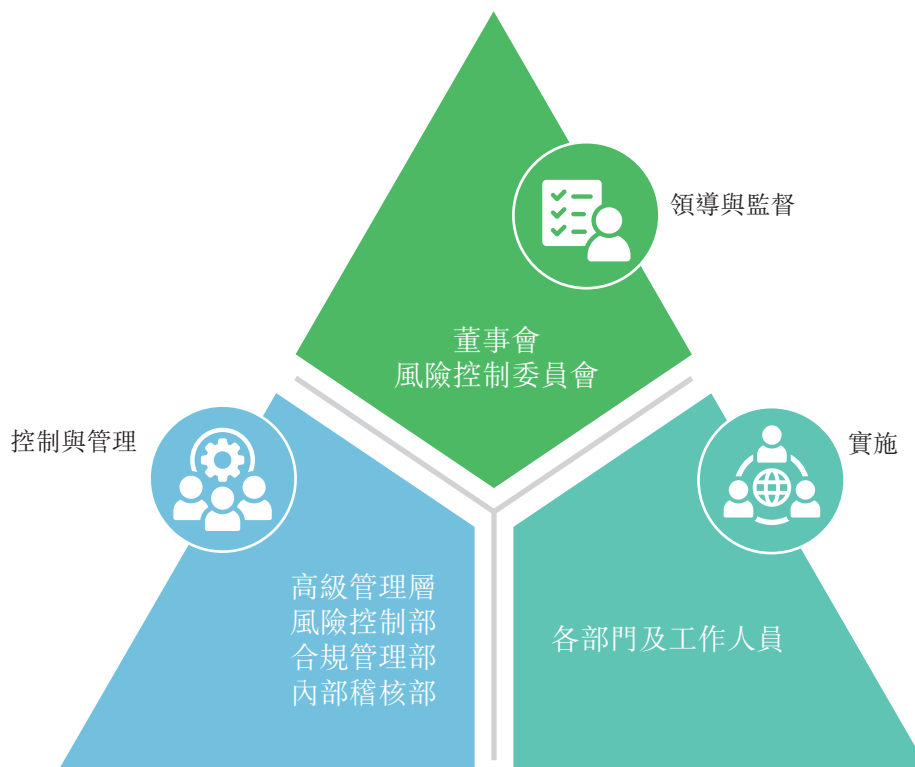 領導與監督
董事會
風險控制委員會
控制與管理
實施
高級管理層
風險控制部
合規管理部
內部稽核部
各部門及工作人員